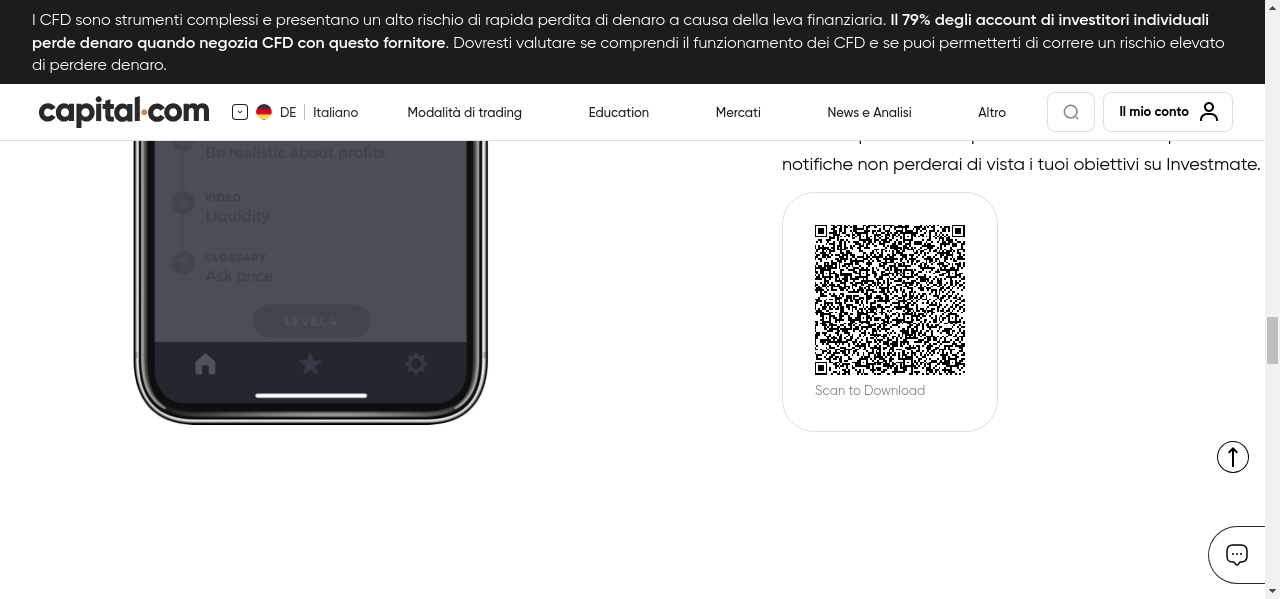 I CFD sono strumenti complessi e presentano un alto rischio di rapida perdita di denaro a causa della leva finanziaria. Il 79% degli account di investitori individuali
perde denaro quando negozia CFD con questo fornitore. Dovresti valutare se comprendi il funzionamento dei CFD e se puoi permetterti di correre un rischio elevato
di perdere denaro.
capital.com DE Italiano Modalità di trading Education Mercati News e Analisi Altro Il mio conto
Be realistic about profits
VIDEO
Liquidity
GLOSSARY
Ask price
LEVEL 4
notifiche non perderai di vista i tuoi obiettivi su Investmate.
Scan to Download